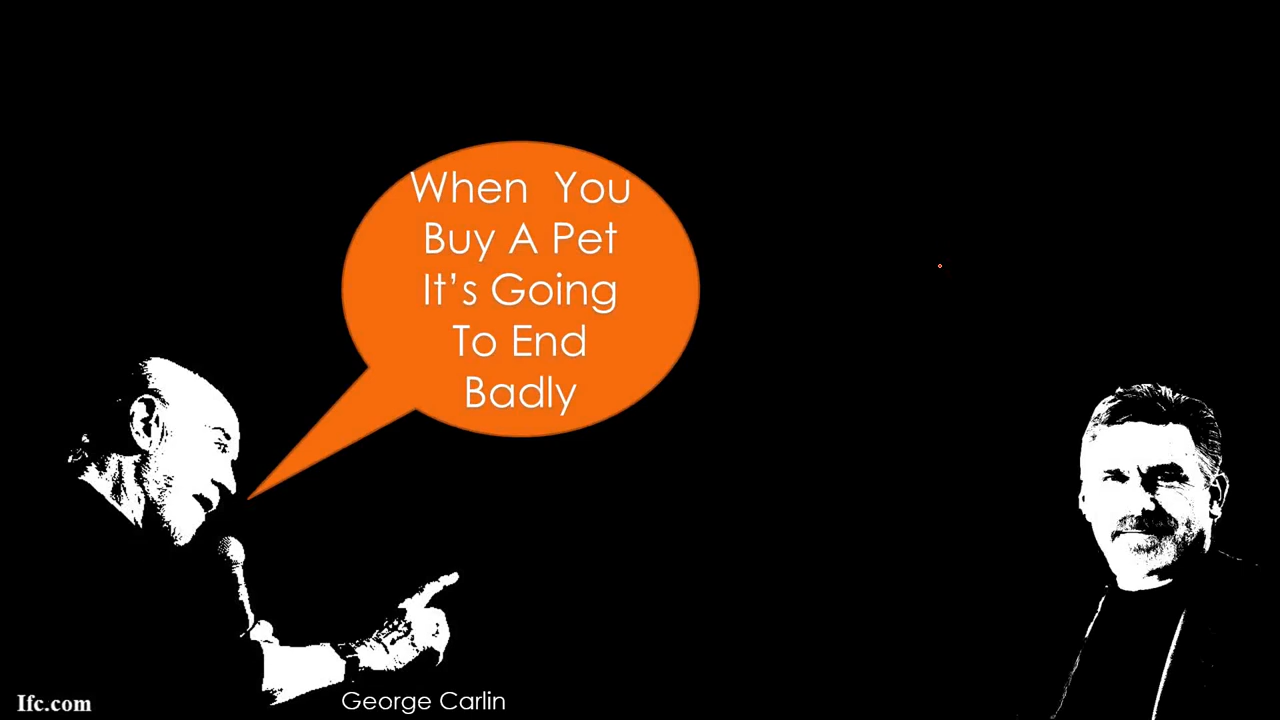 When  You
Buy A Pet
It’s Going
To End
Badly
George Carlin
Ifc.com